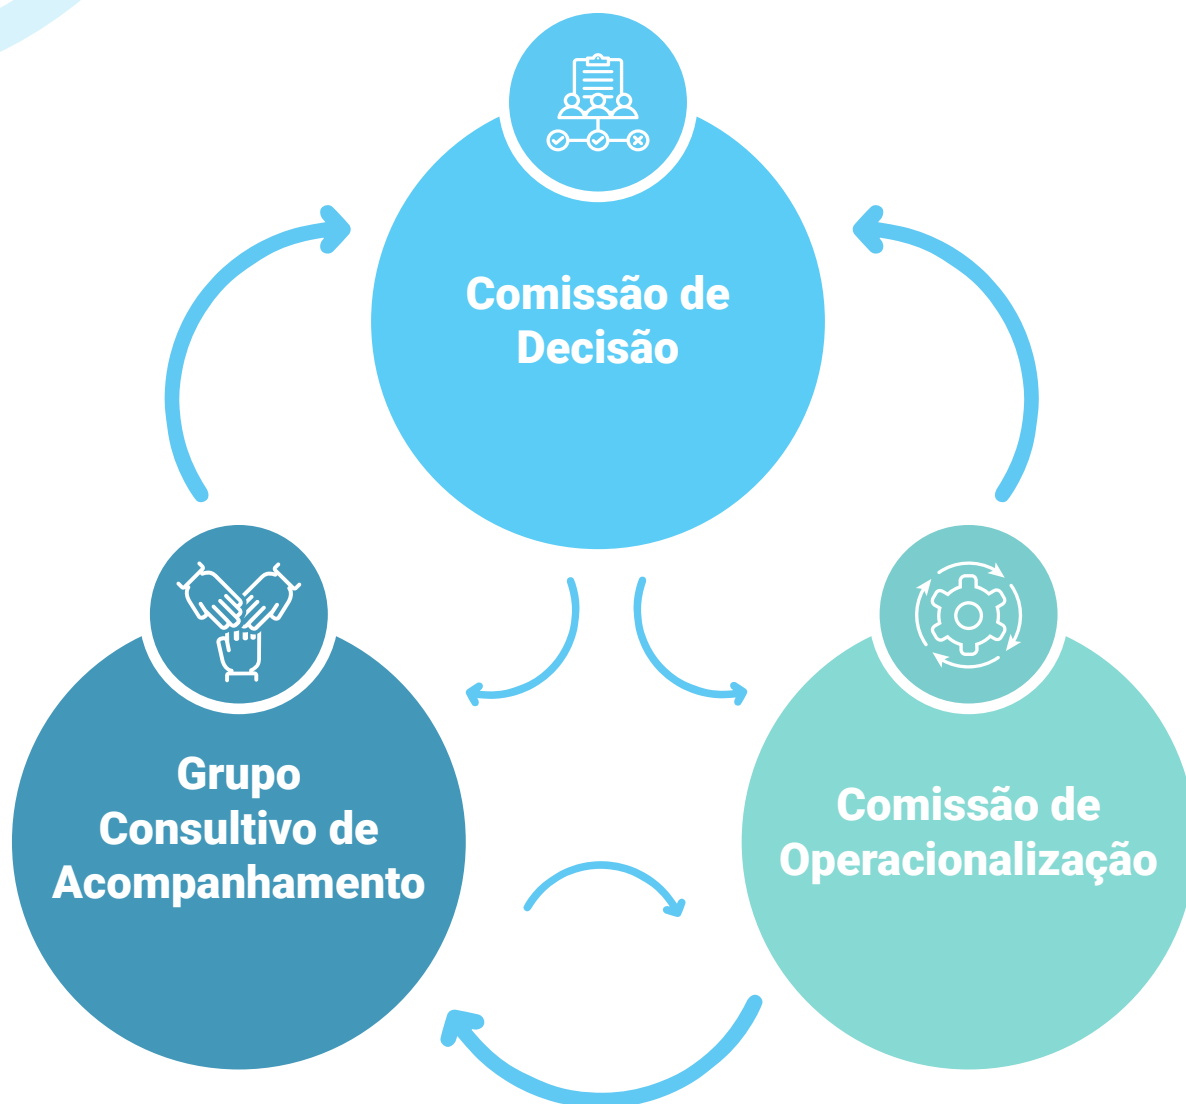 Comissão de
Decisão
Grupo
Consultivo de
Acompanhamento
Comissão de
Operacionalização